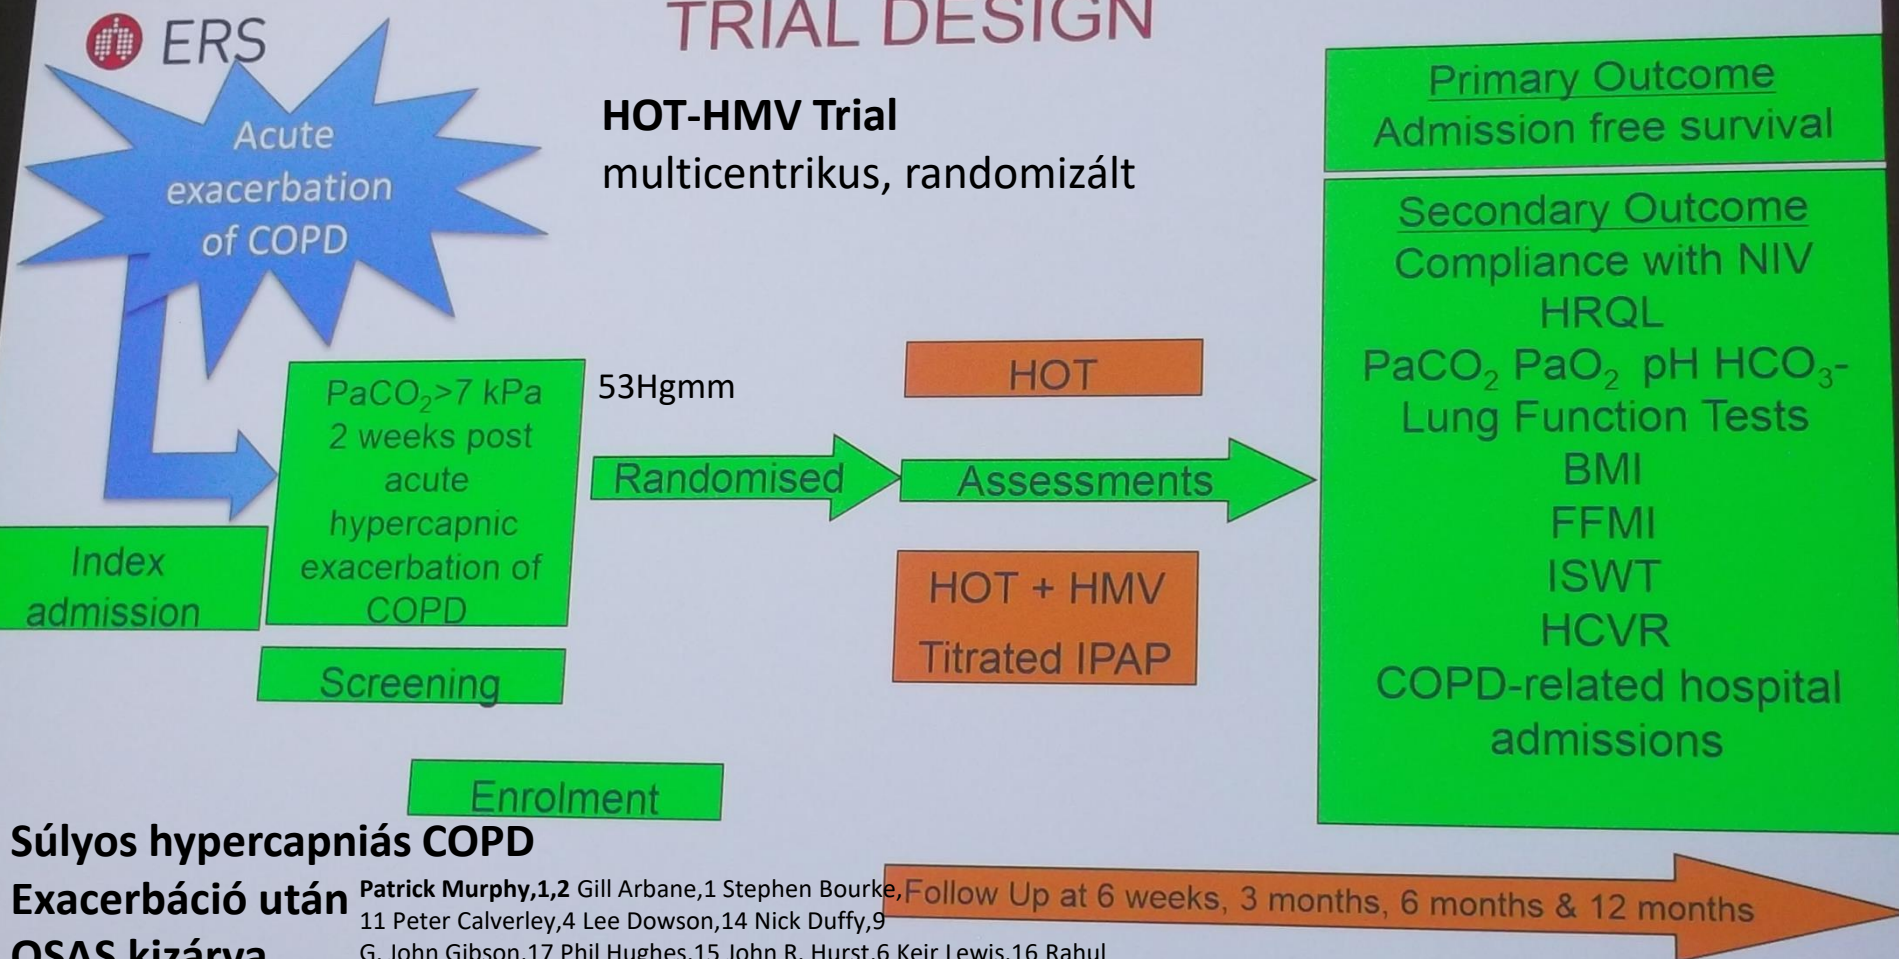 ERS
TRIAL DESIGN
Acute
exacerbation
of COPD
HOT-HMV Trial
multicentrikus, randomizált
Primary Outcome
Admission free survival
Secondary Outcome
Compliance with NIV
HRQL
PaCO₂ PaO₂ pH HCO₃-
Lung Function Tests
BMI
FFMI
ISWT
HCVR
COPD-related hospital
admissions
PaCO₂>7 kPa
2 weeks post
acute
hypercapnic
exacerbation of
COPD
53Hgmm
HOT
Randomised
Assessments
HOT + HMV
Titrated IPAP
Index
admission
Screening
Enrolment
Súlyos hypercapniás COPD
Exacerbáció után
OSAS kizárva
Patrick Murphy,1,2 Gill Arbane,1 Stephen Bourke,
11 Peter Calverley,4 Lee Dowson,14 Nick Duffy,9
G. John Gibson,17 Phil Hughes,15 John R. Hurst,6 Keir Lewis,16 Rahul
Follow Up at 6 weeks, 3 months, 6 months & 12 months